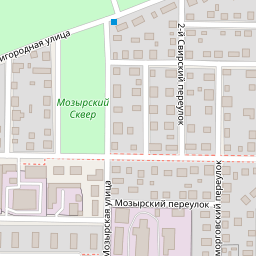 игородная улица
2-й Свирский переулок
Мозырский
Сквер
Мозырская улица
Мозырский переулок
морговский переулок